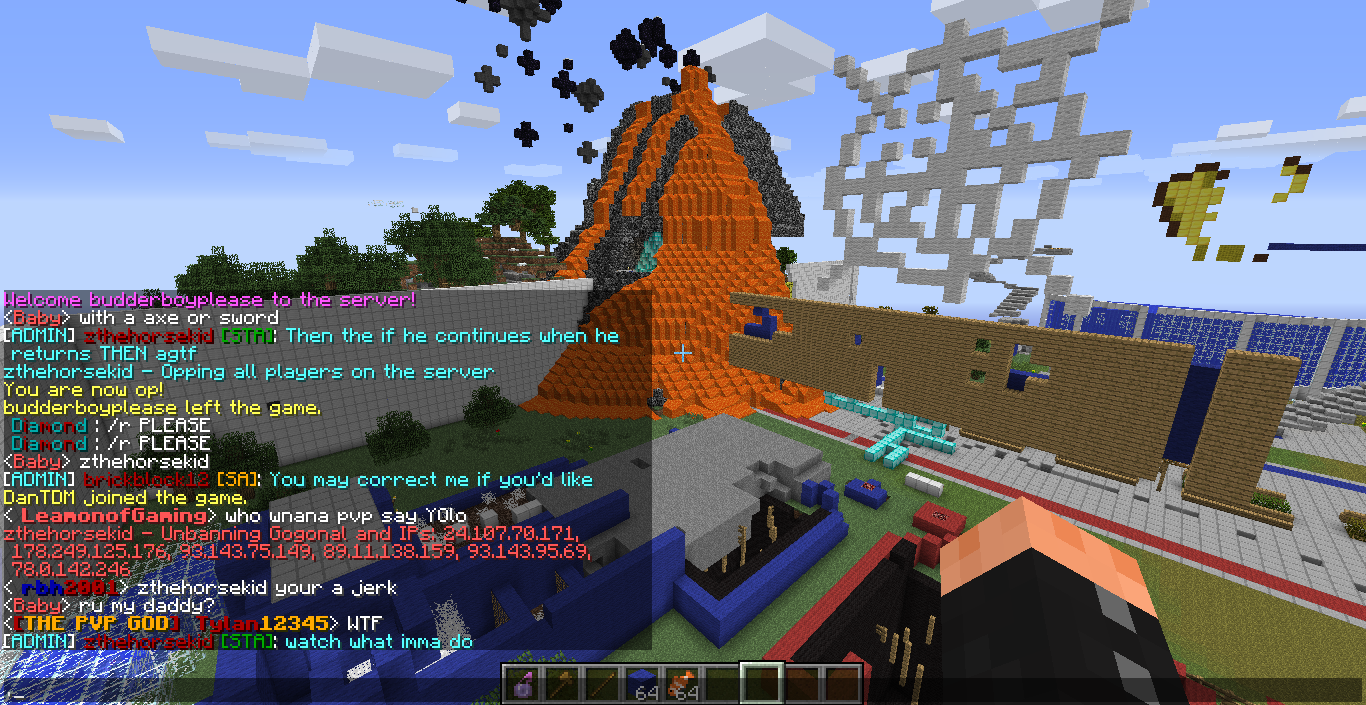 Welcome budderboyplease to the server!
<Baby> with a axe or sword
[ADMIN] zthehorsekid [STA]: Then the if he continues when he
returns THEN agtf
zthehorsekid - Opping all players on the server
You are now op!
budderboyplease left the game.
Diamond : /r PLEASE
Diamond : /r PLEASE
<Baby> zthehorsekid
[ADMIN] brickblock12 [SA]: You may correct me if you'd like
DanTDM joined the game.
< LeamonofGaming> who wnana pvp say YOlo
zthehorsekid - Unbanning Gogonal and IPs: 24.107.70.171,
178.249.125.176, 93.143.75.149, 89.11.138.159, 93.143.95.69,
78.0.142.246
< rbh2001> zthehorsekid your a jerk
<Baby> ru my daddy?
<[THE PVP GOD] Tylan12345> WTF
[ADMIN] zthehorsekid [STA]: watch what imma do
64 64
/_